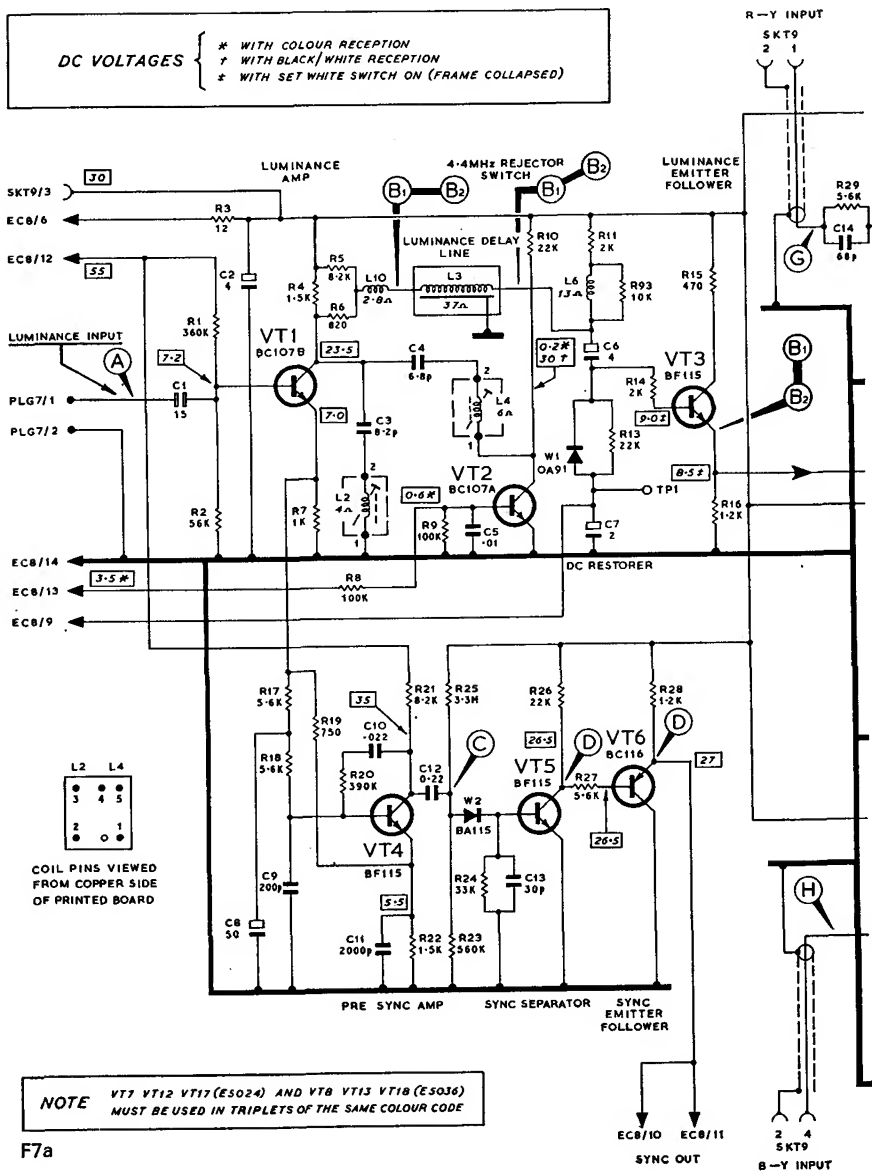 R–Y INPUT
SKT9
2 1
DC VOLTAGES
* WITH COLOUR RECEPTION
† WITH BLACK/WHITE RECEPTION
‡ WITH SET WHITE SWITCH ON (FRAME COLLAPSED)
LUMINANCE
AMP
4·4MHz REJECTOR
SWITCH
LUMINANCE
EMITTER
FOLLOWER
B1 B2
B1 B2
SKT9/3
30
EC8/6
R3
12
EC8/12
55
R29
5·6K
C14
68p
G
R5
8·2K
R4
1·5K
R6
820
L10
2·8Ω
LUMINANCE DELAY
LINE
L3
37Ω
R10
22K
R11
2K
L6
13Ω
R93
10K
R15
470
C2
4
R1
360K
LUMINANCE INPUT
A
7·2
VT1
BC107B
23·5
C4
6·8p
0·2*
30†
C6
4
VT3
BF115
B1
B2
C1
15
PLG7/1
PLG7/2
7·0
C3
8·2p
2
L4
6Ω
1
R14
2K
9·0‡
W1
OA91
R13
22K
8·5‡
R2
56K
R7
1K
2
L2
4Ω
1
0·6*
VT2
BC107A
TP1
R16
1·2K
R9
100K
C5
·01
C7
2
DC RESTORER
EC8/14
3·5*
EC8/13
R8
100K
EC8/9
R17
5·6K
R19
750
R21
8·2K
35
R25
3·3M
R26
22K
R28
1·2K
C10
·022
C
26·5
D
VT6
BC116
D
R18
5·6K
R20
390K
C12
0·22
VT5
BF115
R27
5·6K
27
W2
BA115
26·5
L2 L4
3 4 5
2 1
COIL PINS VIEWED
FROM COPPER SIDE
OF PRINTED BOARD
VT4
BF115
C9
200p
R24
33K
C13
30p
H
C8
50
5·5
C11
2000p
R22
1·5K
R23
560K
PRE SYNC AMP
SYNC SEPARATOR
SYNC
EMITTER
FOLLOWER
NOTE
VT7 VT12 VT17 (E5024) AND VT8 VT13 VT18 (E5036)
MUST BE USED IN TRIPLETS OF THE SAME COLOUR CODE
EC8/10 EC8/11
SYNC OUT
2 4
SKT9
B–Y INPUT
F7a